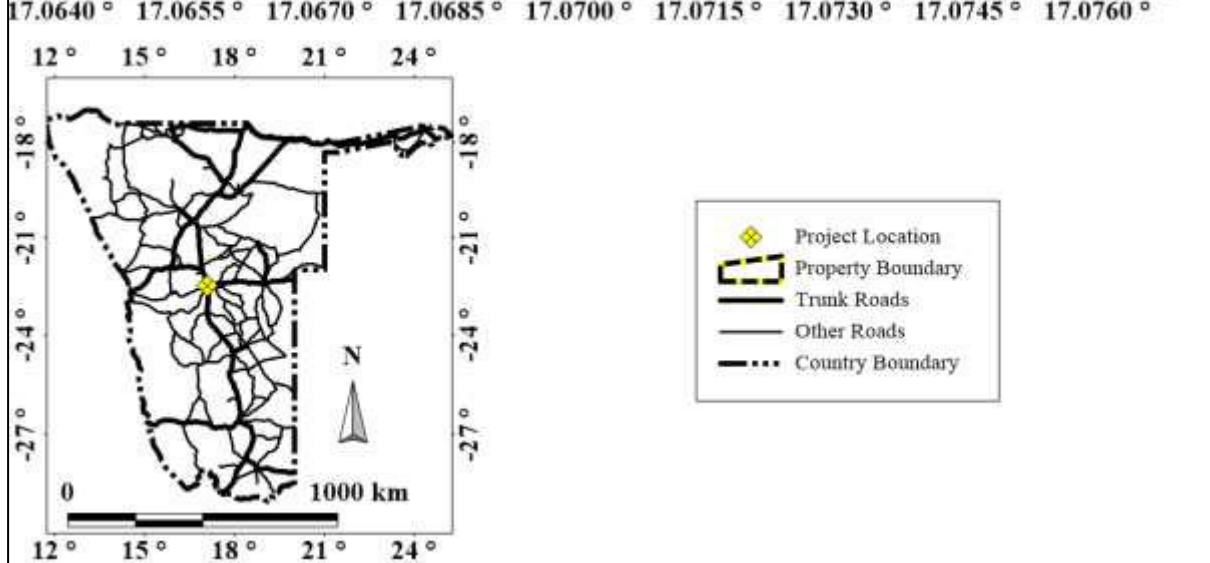 17.0640 ° 17.0655 ° 17.0670 ° 17.0685 ° 17.0700 ° 17.0715 ° 17.0730 ° 17.0745 ° 17.0760 °
12 ° 15 ° 18 ° 21 ° 24 °
-18 ° -18 °
-21 ° -21 °
-24 ° -24 °
-27 ° -27 °
N
0 1000 km
12 ° 15 ° 18 ° 21 ° 24 °
Project Location
Property Boundary
Trunk Roads
Other Roads
Country Boundary